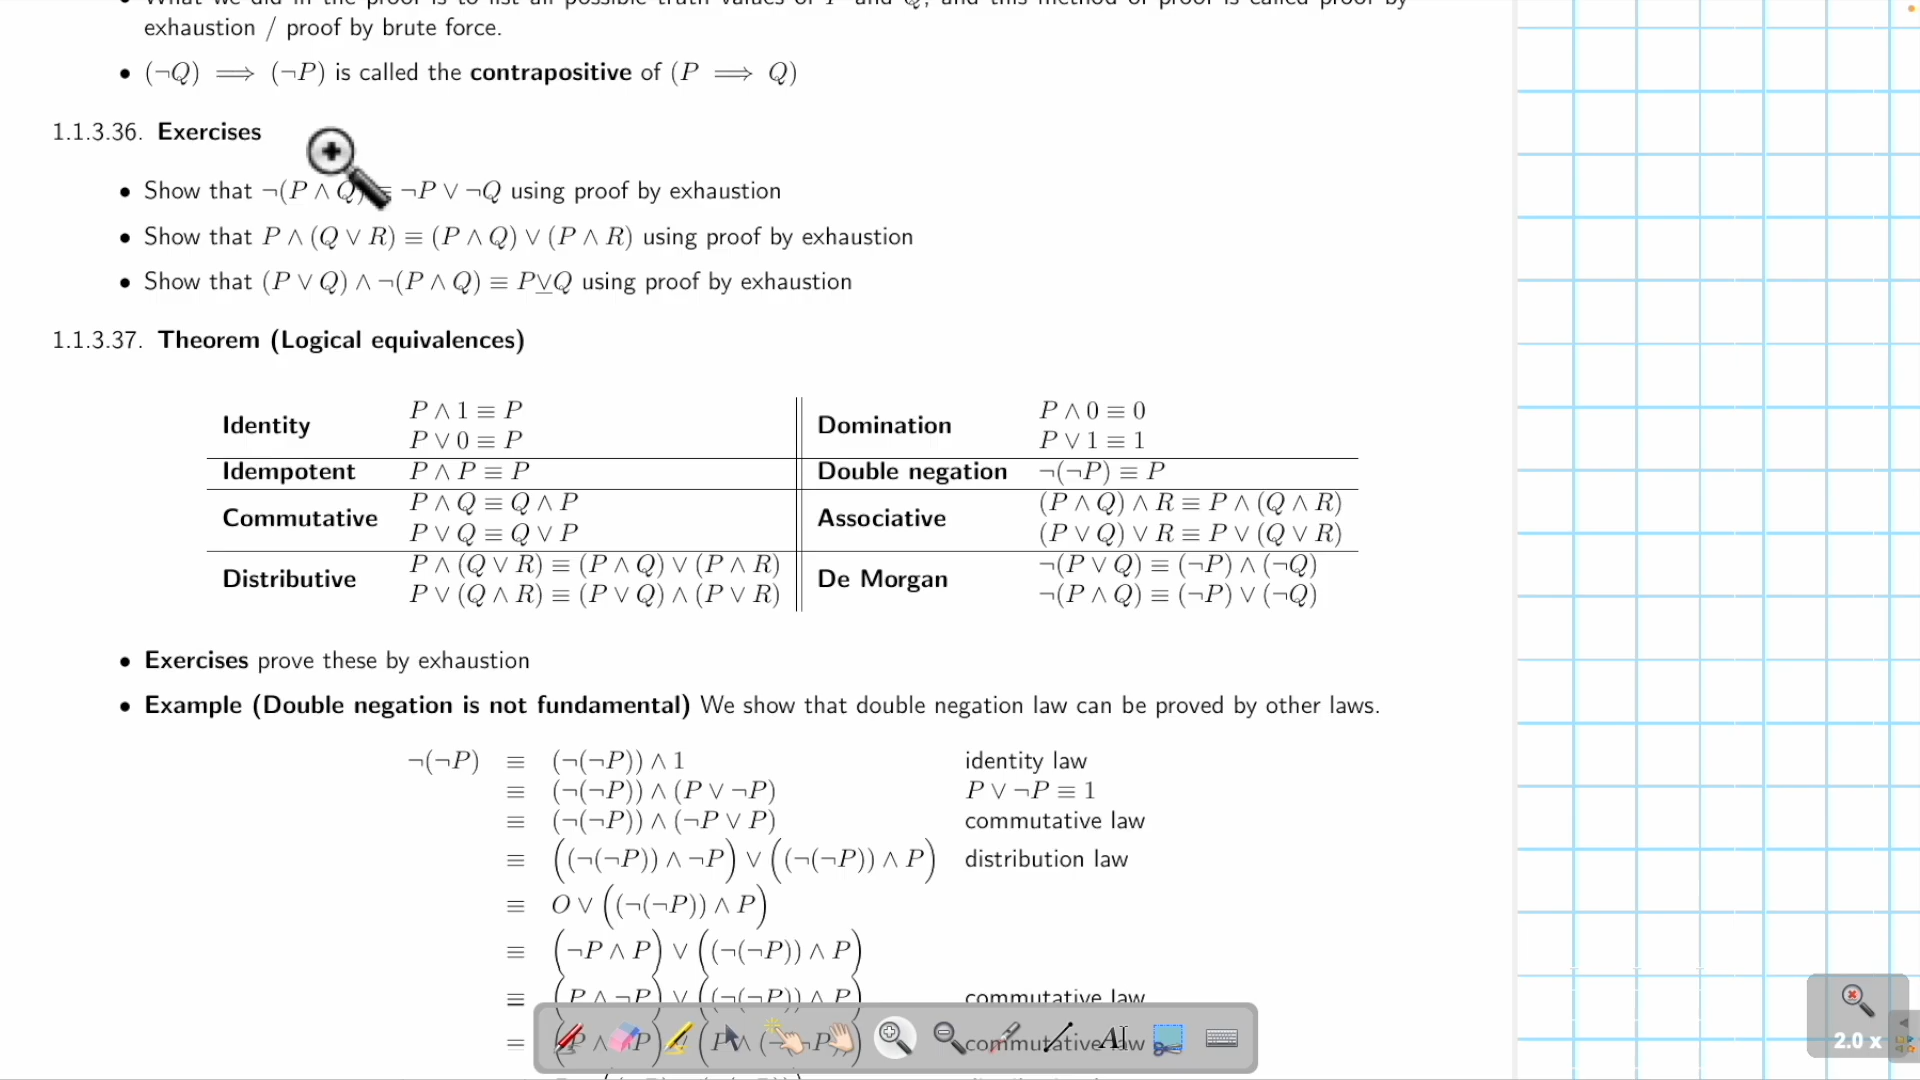 exhaustion / proof by brute force.
• (¬Q) ⟹ (¬P) is called the contrapositive of (P ⟹ Q)
1.1.3.36. Exercises
• Show that ¬(P ∧ Q) ≡ ¬P ∨ ¬Q using proof by exhaustion
• Show that P ∧ (Q ∨ R) ≡ (P ∧ Q) ∨ (P ∧ R) using proof by exhaustion
• Show that (P ∨ Q) ∧ ¬(P ∧ Q) ≡ P⊻Q using proof by exhaustion
1.1.3.37. Theorem (Logical equivalences)
Identity P ∧ 1 ≡ P
P ∨ 0 ≡ P
Domination P ∧ 0 ≡ 0
P ∨ 1 ≡ 1
Idempotent P ∧ P ≡ P
Double negation ¬(¬P) ≡ P
Commutative P ∧ Q ≡ Q ∧ P
P ∨ Q ≡ Q ∨ P
Associative (P ∧ Q) ∧ R ≡ P ∧ (Q ∧ R)
(P ∨ Q) ∨ R ≡ P ∨ (Q ∨ R)
Distributive P ∧ (Q ∨ R) ≡ (P ∧ Q) ∨ (P ∧ R)
P ∨ (Q ∧ R) ≡ (P ∨ Q) ∧ (P ∨ R)
De Morgan ¬(P ∨ Q) ≡ (¬P) ∧ (¬Q)
¬(P ∧ Q) ≡ (¬P) ∨ (¬Q)
• Exercises prove these by exhaustion
• Example (Double negation is not fundamental) We show that double negation law can be proved by other laws.
¬(¬P) ≡ (¬(¬P)) ∧ 1 identity law
≡ (¬(¬P)) ∧ (P ∨ ¬P) P ∨ ¬P ≡ 1
≡ (¬(¬P)) ∧ (¬P ∨ P) commutative law
≡ ((¬(¬P)) ∧ ¬P) ∨ ((¬(¬P)) ∧ P) distribution law
≡ O ∨ ((¬(¬P)) ∧ P)
≡ (¬P ∧ P) ∨ ((¬(¬P)) ∧ P)
≡ (P ∧ ¬P) ∨ ((¬(¬P)) ∧ P) commutative law
commutative law
2.0 x